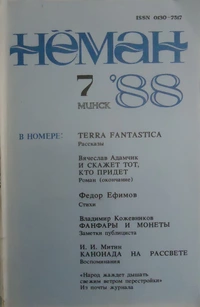 ISSN 0130-7517
нёман
7
МИНСК
'88
В НОМЕРЕ:
TERRA FANTASTICA
Рассказы
Вячеслав Адамчик
И СКАЖЕТ ТОТ,
КТО ПРИДЕТ
Роман (окончание)
Федор Ефимов
Стихи
Владимир Кожевников
ФАНФАРЫ И МОНЕТЫ
Заметки публициста
И. И. Митин
КАНОНАДА НА РАССВЕТЕ
Воспоминания
«Народ жаждет дышать
свежим ветром перестройки»
Из почты журнала